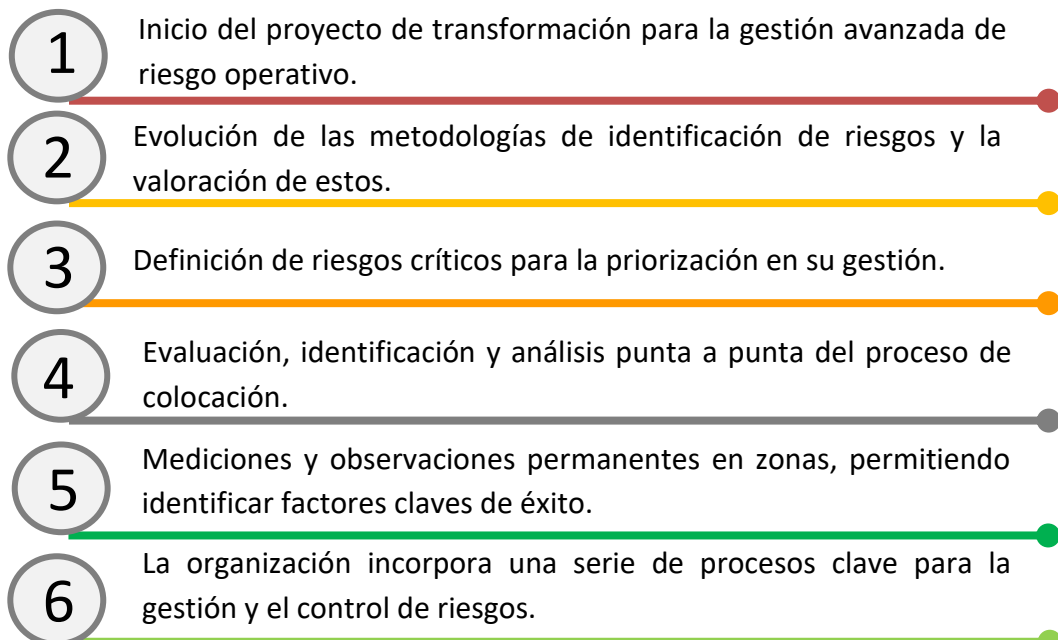 1
Inicio del proyecto de transformación para la gestión avanzada de
riesgo operativo.
2
Evolución de las metodologías de identificación de riesgos y la
valoración de estos.
3
Definición de riesgos críticos para la priorización en su gestión.
4
Evaluación, identificación y análisis punta a punta del proceso de
colocación.
5
Mediciones y observaciones permanentes en zonas, permitiendo
identificar factores claves de éxito.
6
La organización incorpora una serie de procesos clave para la
gestión y el control de riesgos.